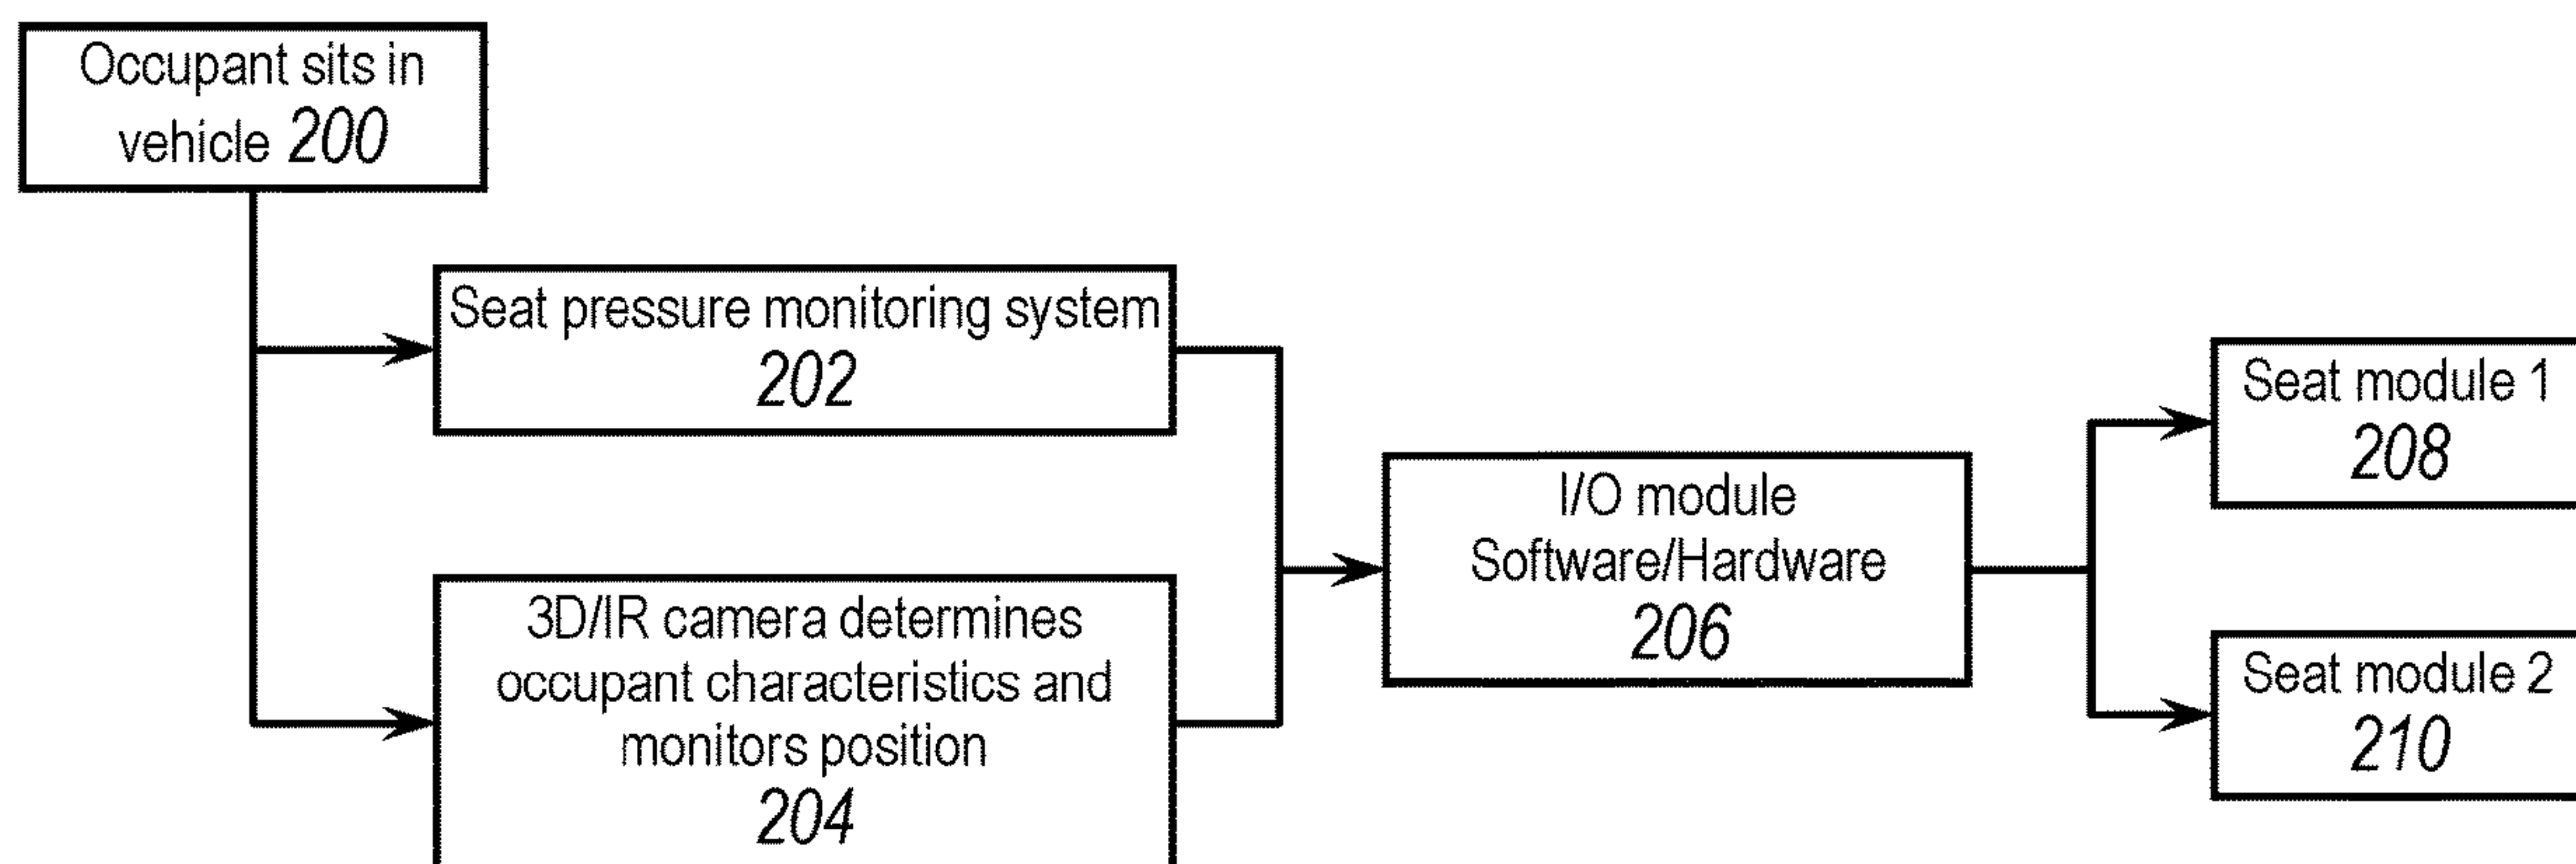 Occupant sits in
vehicle 200
Seat pressure monitoring system
202
3D/IR camera determines
occupant characteristics and
monitors position
204
I/O module
Software/Hardware
206
Seat module 1
208
Seat module 2
210